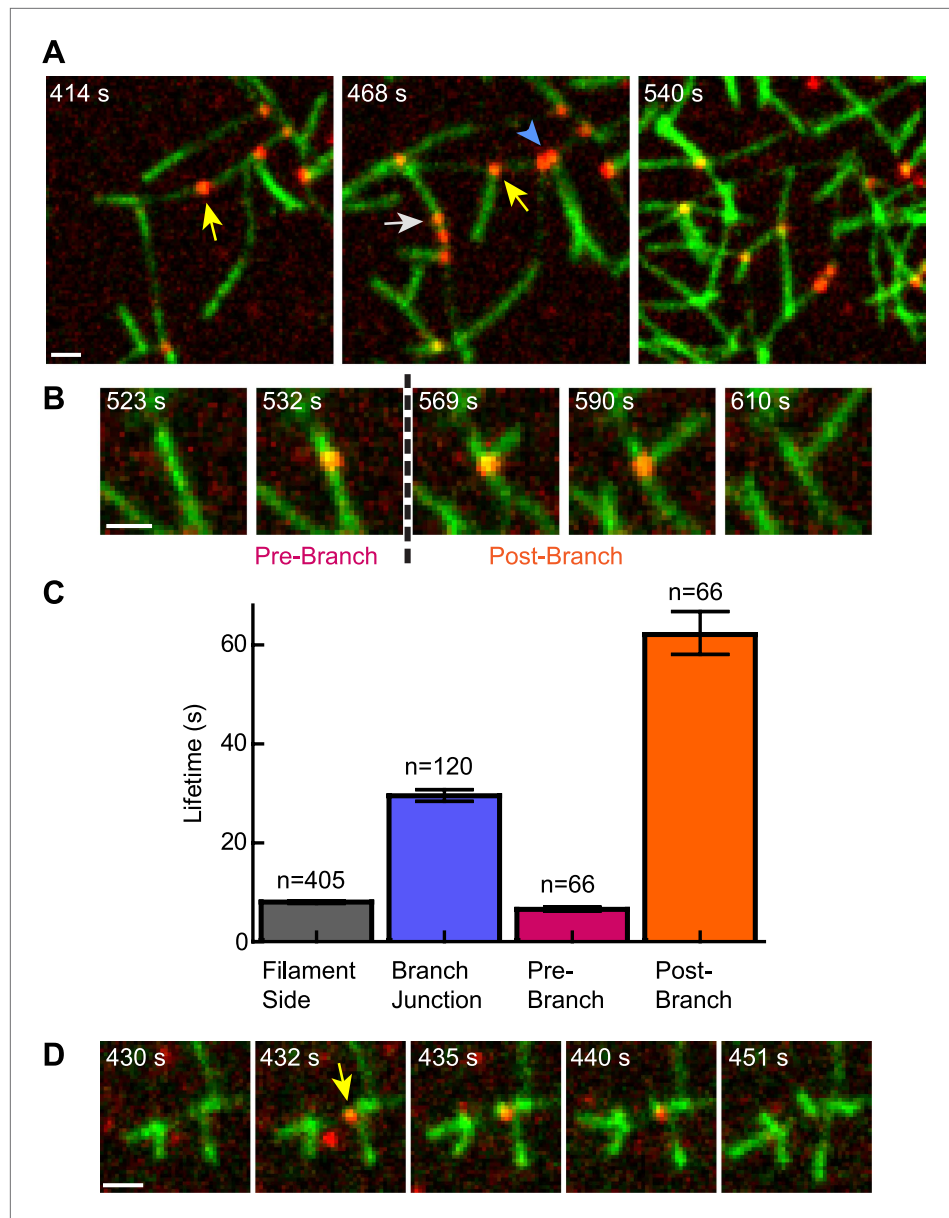 A
414 s
468 s
540 s
B
523 s
532 s
569 s
590 s
610 s
Pre-Branch
Post-Branch
C
Lifetime (s)
60
40
20
0
n=405
n=120
n=66
n=66
Filament Side
Branch Junction
Pre-Branch
Post-Branch
D
430 s
432 s
435 s
440 s
451 s